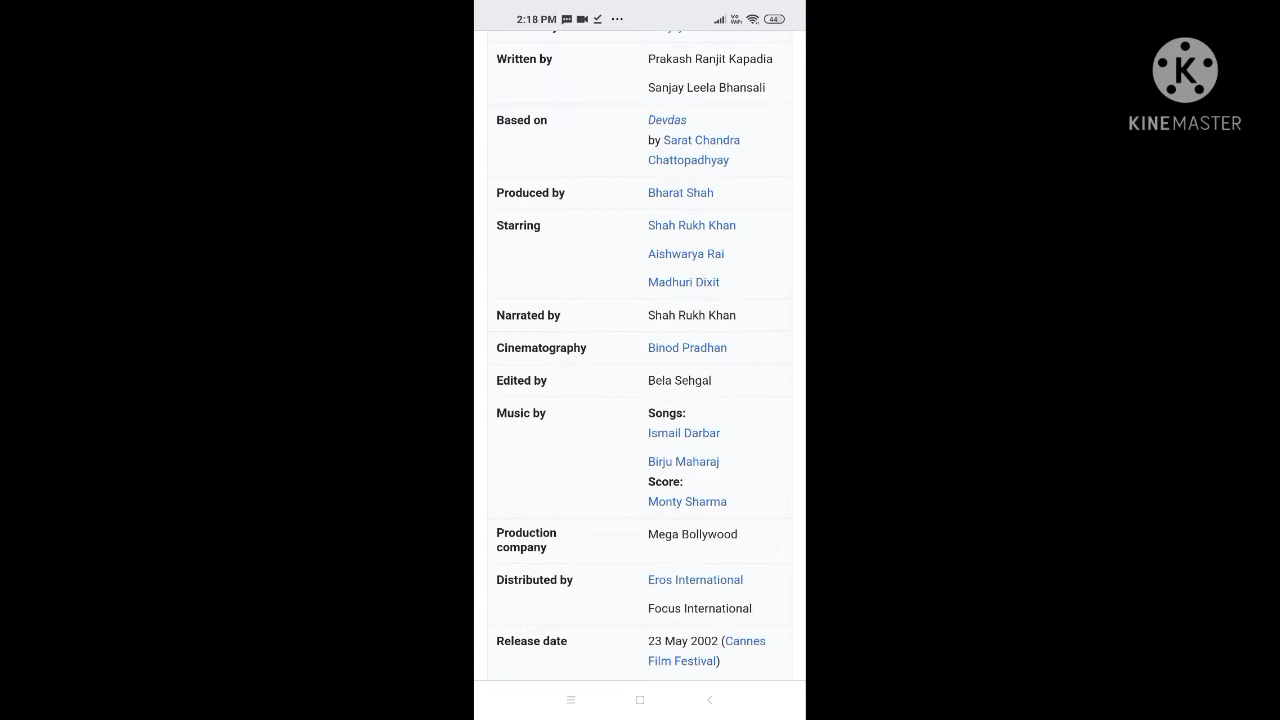 2:18 PM
Vo
WiFi
44
KINEMASTER
Written by
Prakash Ranjit Kapadia
Sanjay Leela Bhansali
Based on
Devdas
by Sarat Chandra
Chattopadhyay
Produced by
Bharat Shah
Starring
Shah Rukh Khan
Aishwarya Rai
Madhuri Dixit
Narrated by
Shah Rukh Khan
Cinematography
Binod Pradhan
Edited by
Bela Sehgal
Music by
Songs:
Ismail Darbar
Birju Maharaj
Score:
Monty Sharma
Production
company
Mega Bollywood
Distributed by
Eros International
Focus International
Release date
23 May 2002 (Cannes
Film Festival)